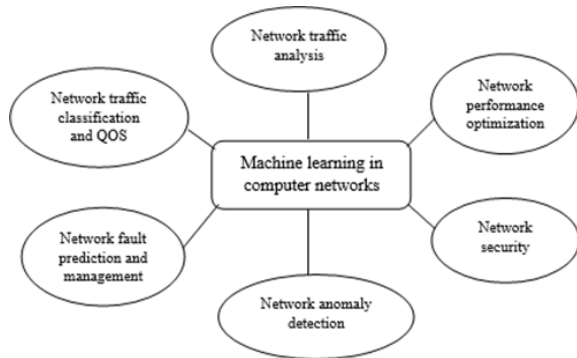 Network traffic
analysis
Network traffic
classification
and QOS
Network
performance
optimization
Machine learning in
computer networks
Network fault
prediction and
management
Network
security
Network anomaly
detection